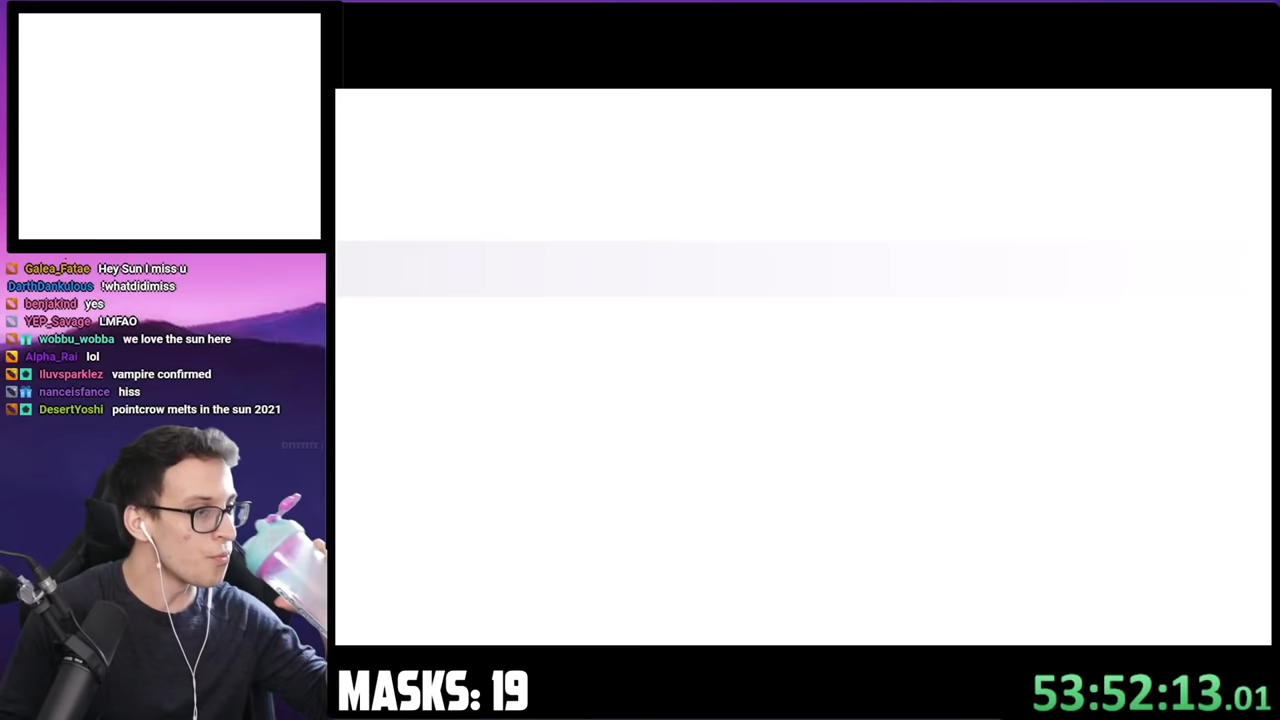 Galea_Fatae Hey Sun I miss u
DarthDankulous !whatdidimiss
benjakind yes
YEP_Savage LMFAO
wobbu_wobba we love the sun here
Alpha_Rai lol
Iluvsparklez vampire confirmed
nanceisfance hiss
DesertYoshi pointcrow melts in the sun 2021
MASKS: 19
53:52:13.01